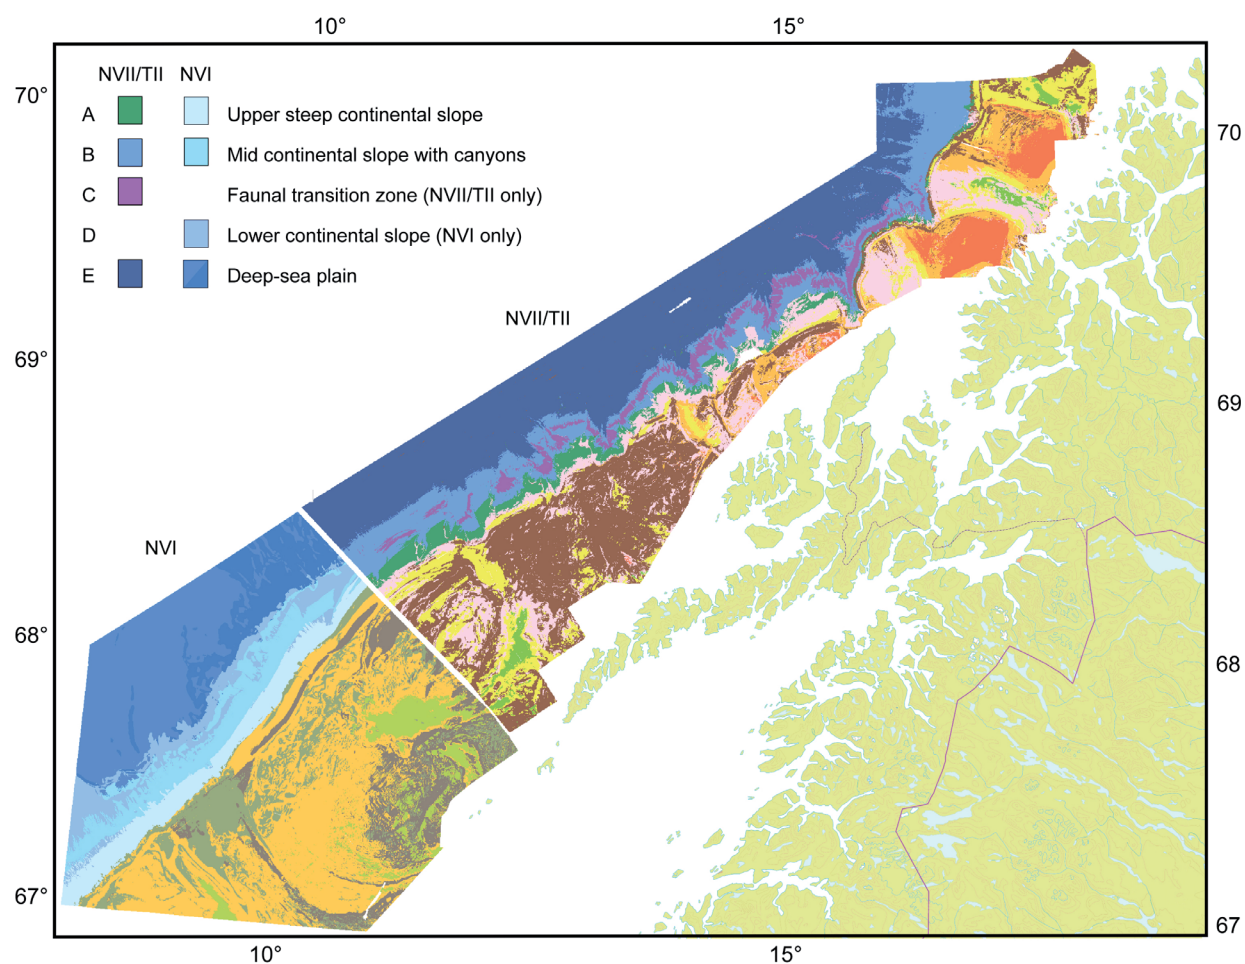 10° 15°
NVII/TII NVI
A Upper steep continental slope
B Mid continental slope with canyons
C Faunal transition zone (NVII/TII only)
D Lower continental slope (NVI only)
E Deep-sea plain
70°
70
NVII/TII
69°
69
NVI
68°
68
67°
67
10° 15°